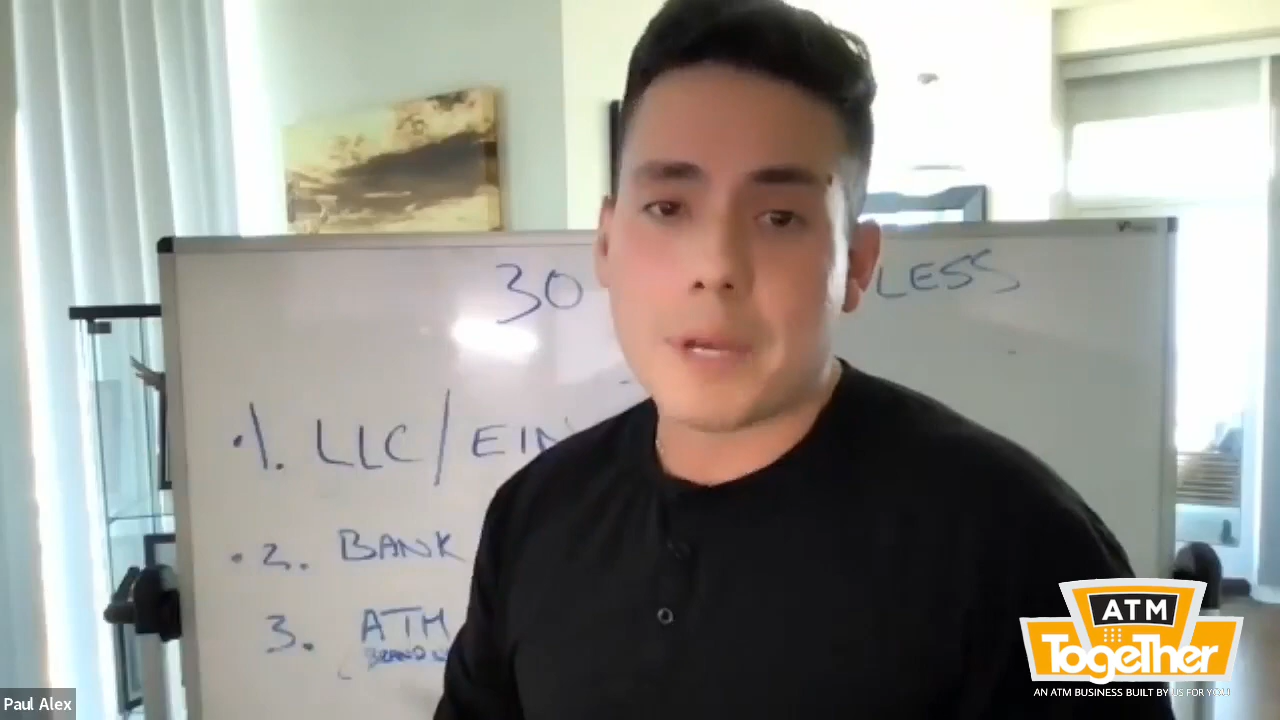 30 LESS
1. LLC/EIN
2. BANK
3. ATM
ATM
Together
AN ATM BUSINESS BUILT BY US FOR YOU
Paul Alex